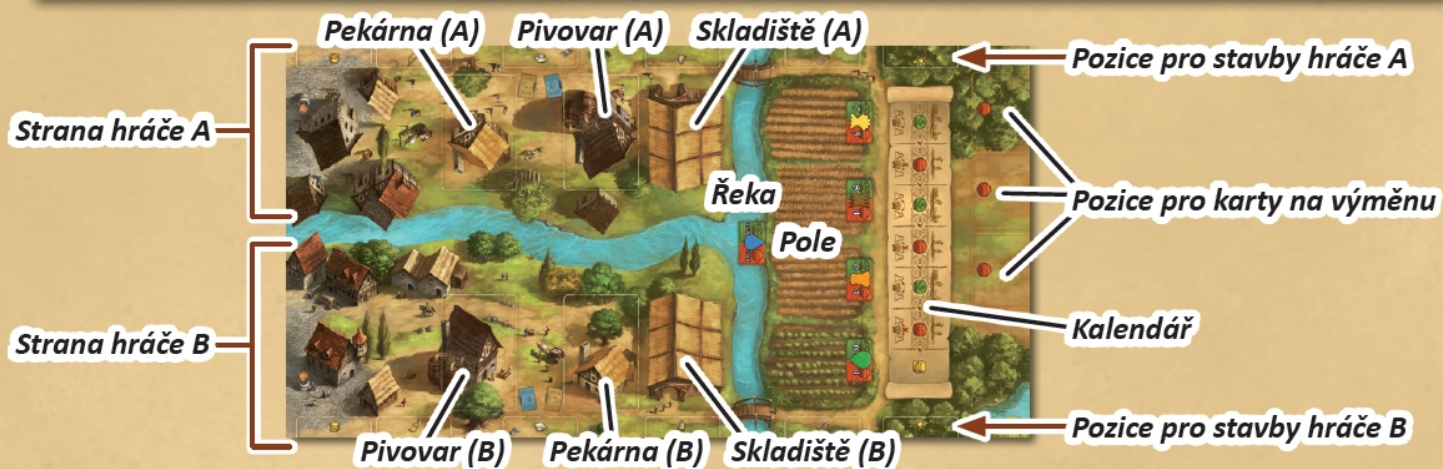 Pekárna (A)
Pivovar (A)
Skladiště (A)
Pozice pro stavby hráče A
Strana hráče A
Řeka
Pozice pro karty na výměnu
Pole
Kalendář
Strana hráče B
Pozice pro stavby hráče B
Pivovar (B)
Pekárna (B)
Skladiště (B)